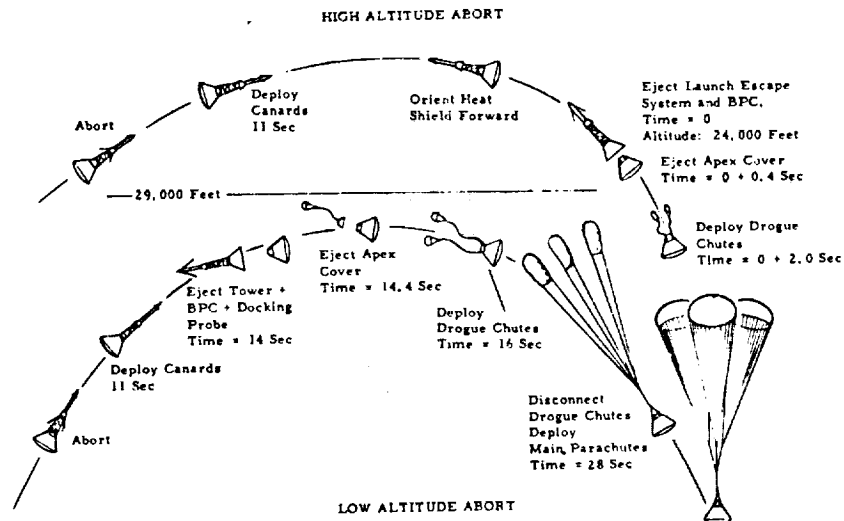 HIGH ALTITUDE ABORT
Abort
Deploy
Canards
11 Sec
Orient Heat
Shield Forward
Eject Launch Escape
System and BPC,
Time = 0
Altitude: 24,000 Feet
Eject Apex Cover
Time = 0 + 0.4 Sec
Deploy Drogue
Chutes
Time = 0 + 2.0 Sec
29,000 Feet
Abort
Deploy Canards
11 Sec
Eject Tower +
BPC + Docking
Probe
Time = 14 Sec
Eject Apex
Cover
Time = 14.4 Sec
Deploy
Drogue Chutes
Time = 16 Sec
Disconnect
Drogue Chutes
Deploy
Main Parachutes
Time = 28 Sec
LOW ALTITUDE ABORT